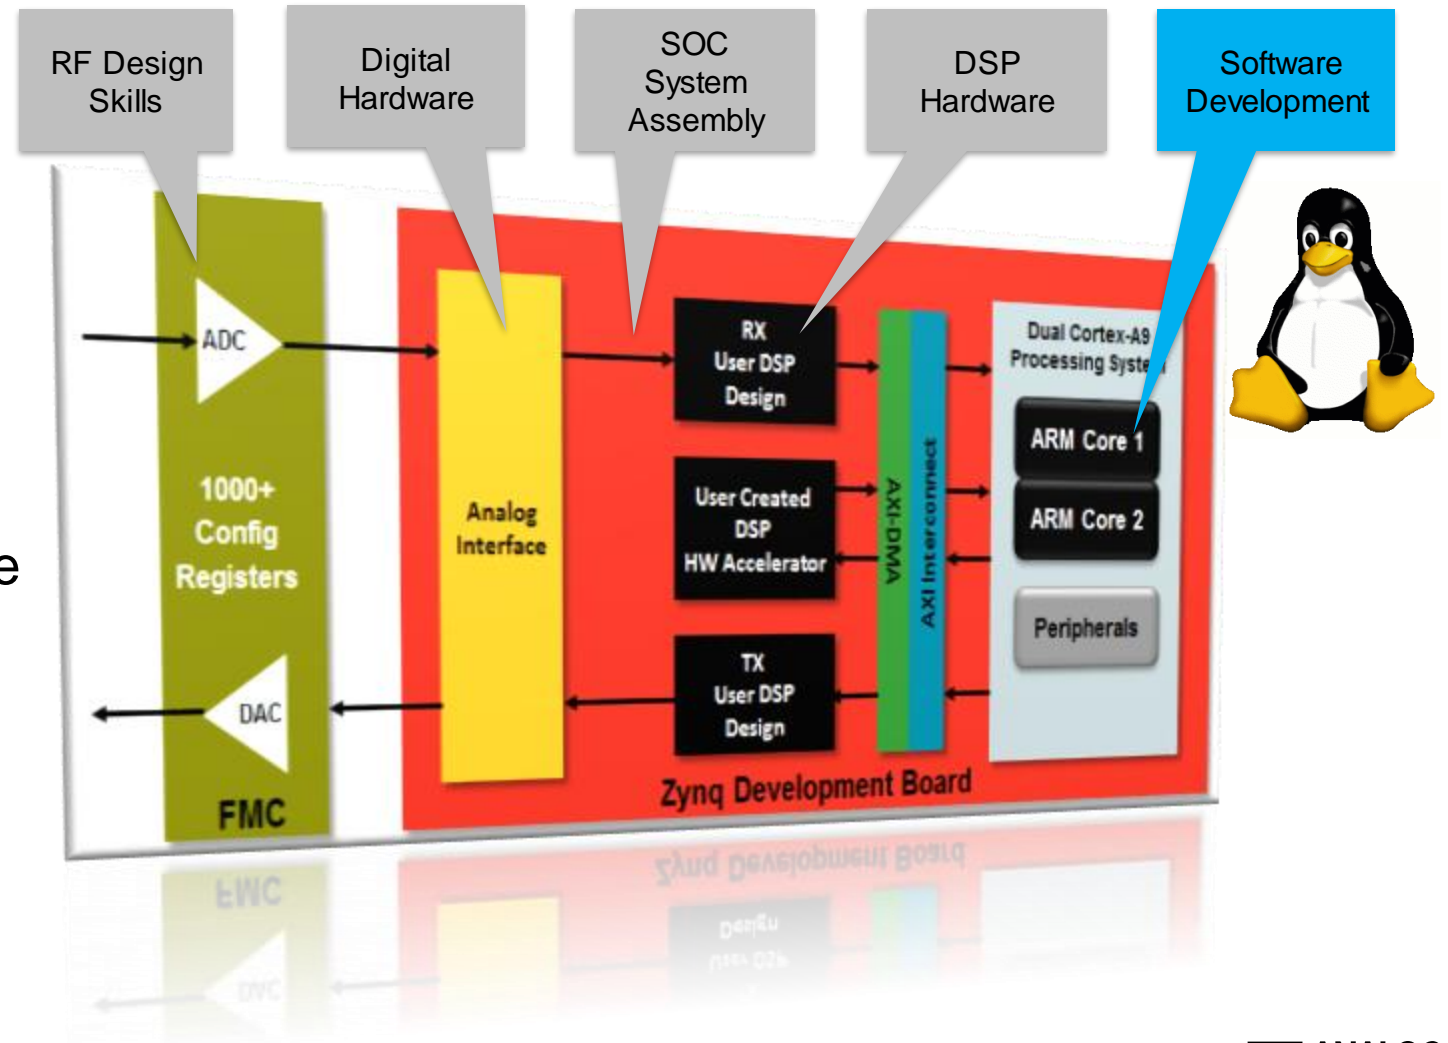 RF Design
Skills
Digital
Hardware
SOC
System
Assembly
DSP
Hardware
Software
Development
ADC
1000+
Config
Registers
DAC
FMC
Analog
Interface
RX
User DSP
Design
User Created
DSP
HW Accelerator
TX
User DSP
Design
AXI-DMA
AXI Interconnect
Dual Cortex-A9
Processing System
ARM Core 1
ARM Core 2
Peripherals
Zynq Development Board
e